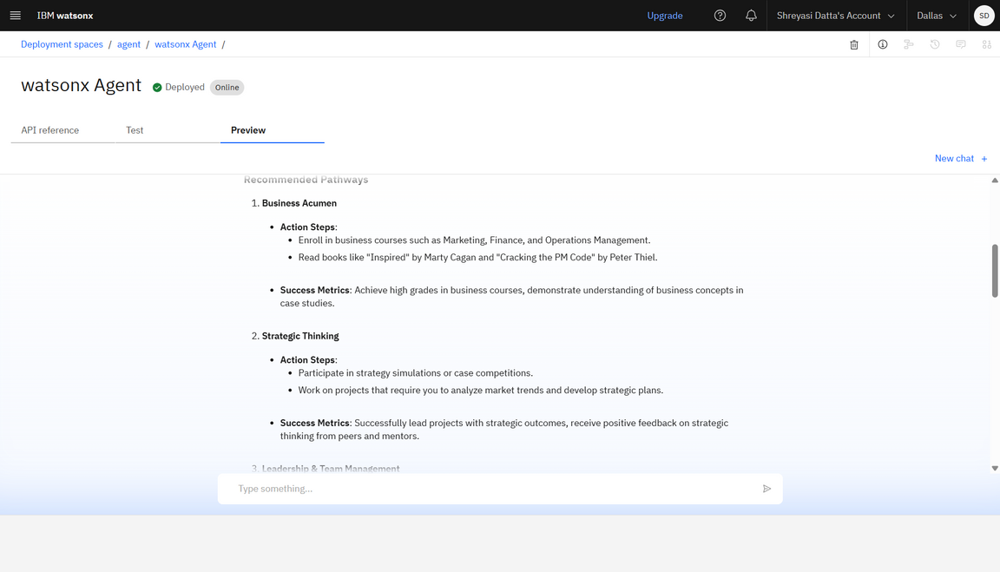 IBM watsonx
Upgrade
Shreyasi Datta's Account
Dallas
SD
Deployment spaces / agent / watsonx Agent /
watsonx Agent
Deployed
Online
API reference
Test
Preview
New chat +
Recommended Pathways
1. Business Acumen
• Action Steps:
• Enroll in business courses such as Marketing, Finance, and Operations Management.
• Read books like "Inspired" by Marty Cagan and "Cracking the PM Code" by Peter Thiel.
• Success Metrics: Achieve high grades in business courses, demonstrate understanding of business concepts in
case studies.
2. Strategic Thinking
• Action Steps:
• Participate in strategy simulations or case competitions.
• Work on projects that require you to analyze market trends and develop strategic plans.
• Success Metrics: Successfully lead projects with strategic outcomes, receive positive feedback on strategic
thinking from peers and mentors.
3. Leadership & Team Management
Type something...